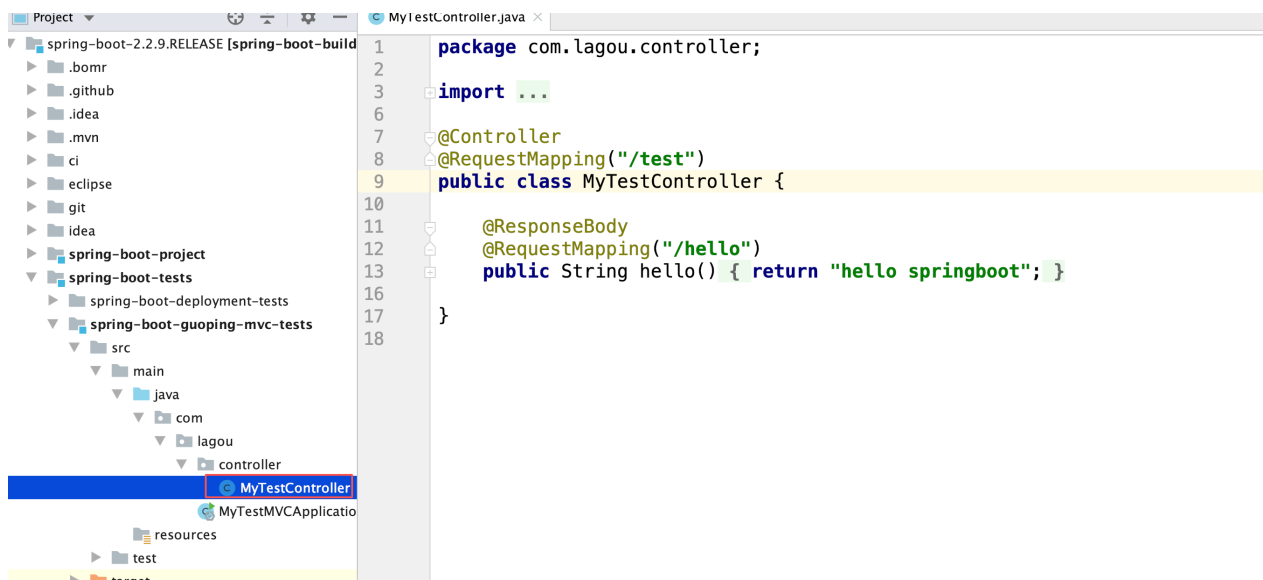 Project
MyTestController.java
spring-boot-2.2.9.RELEASE [spring-boot-build
.bomr
.github
.idea
.mvn
ci
eclipse
git
idea
spring-boot-project
spring-boot-tests
spring-boot-deployment-tests
spring-boot-guoping-mvc-tests
src
main
java
com
lagou
controller
MyTestController
MyTestMVCApplicatio
resources
test
target
1 package com.lagou.controller;
2
3 import ...
6
7 @Controller
8 @RequestMapping("/test")
9 public class MyTestController {
10
11 @ResponseBody
12 @RequestMapping("/hello")
13 public String hello() { return "hello springboot"; }
16
17 }
18